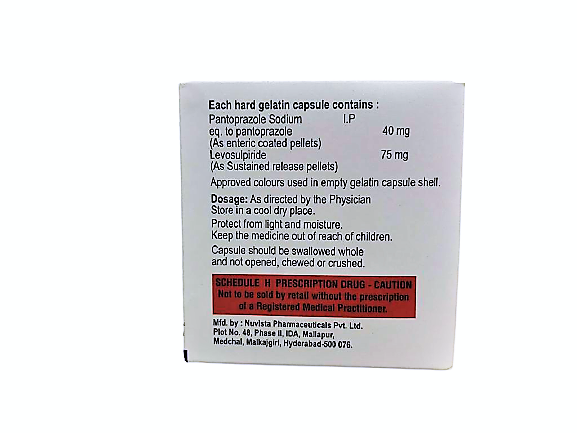 Each hard gelatin capsule contains :
Pantoprazole Sodium I.P
eq. to pantoprazole 40 mg
(As enteric coated pellets)
Levosulpiride 75 mg
(As Sustained release pellets)
Approved colours used in empty gelatin capsule shell.
Dosage: As directed by the Physician
Store in a cool dry place.
Protect from light and moisture.
Keep the medicine out of reach of children.
Capsule should be swallowed whole
and not opened, chewed or crushed.
SCHEDULE H PRESCRIPTION DRUG - CAUTION
Not to be sold by retail without the prescription
of a Registered Medical Practitioner.
Mfd. by : Nuvista Pharmaceuticals Pvt. Ltd.
Plot No. 48, Phase II, IDA, Mallapur,
Medchal, Malkajgiri, Hyderabad-500 076.